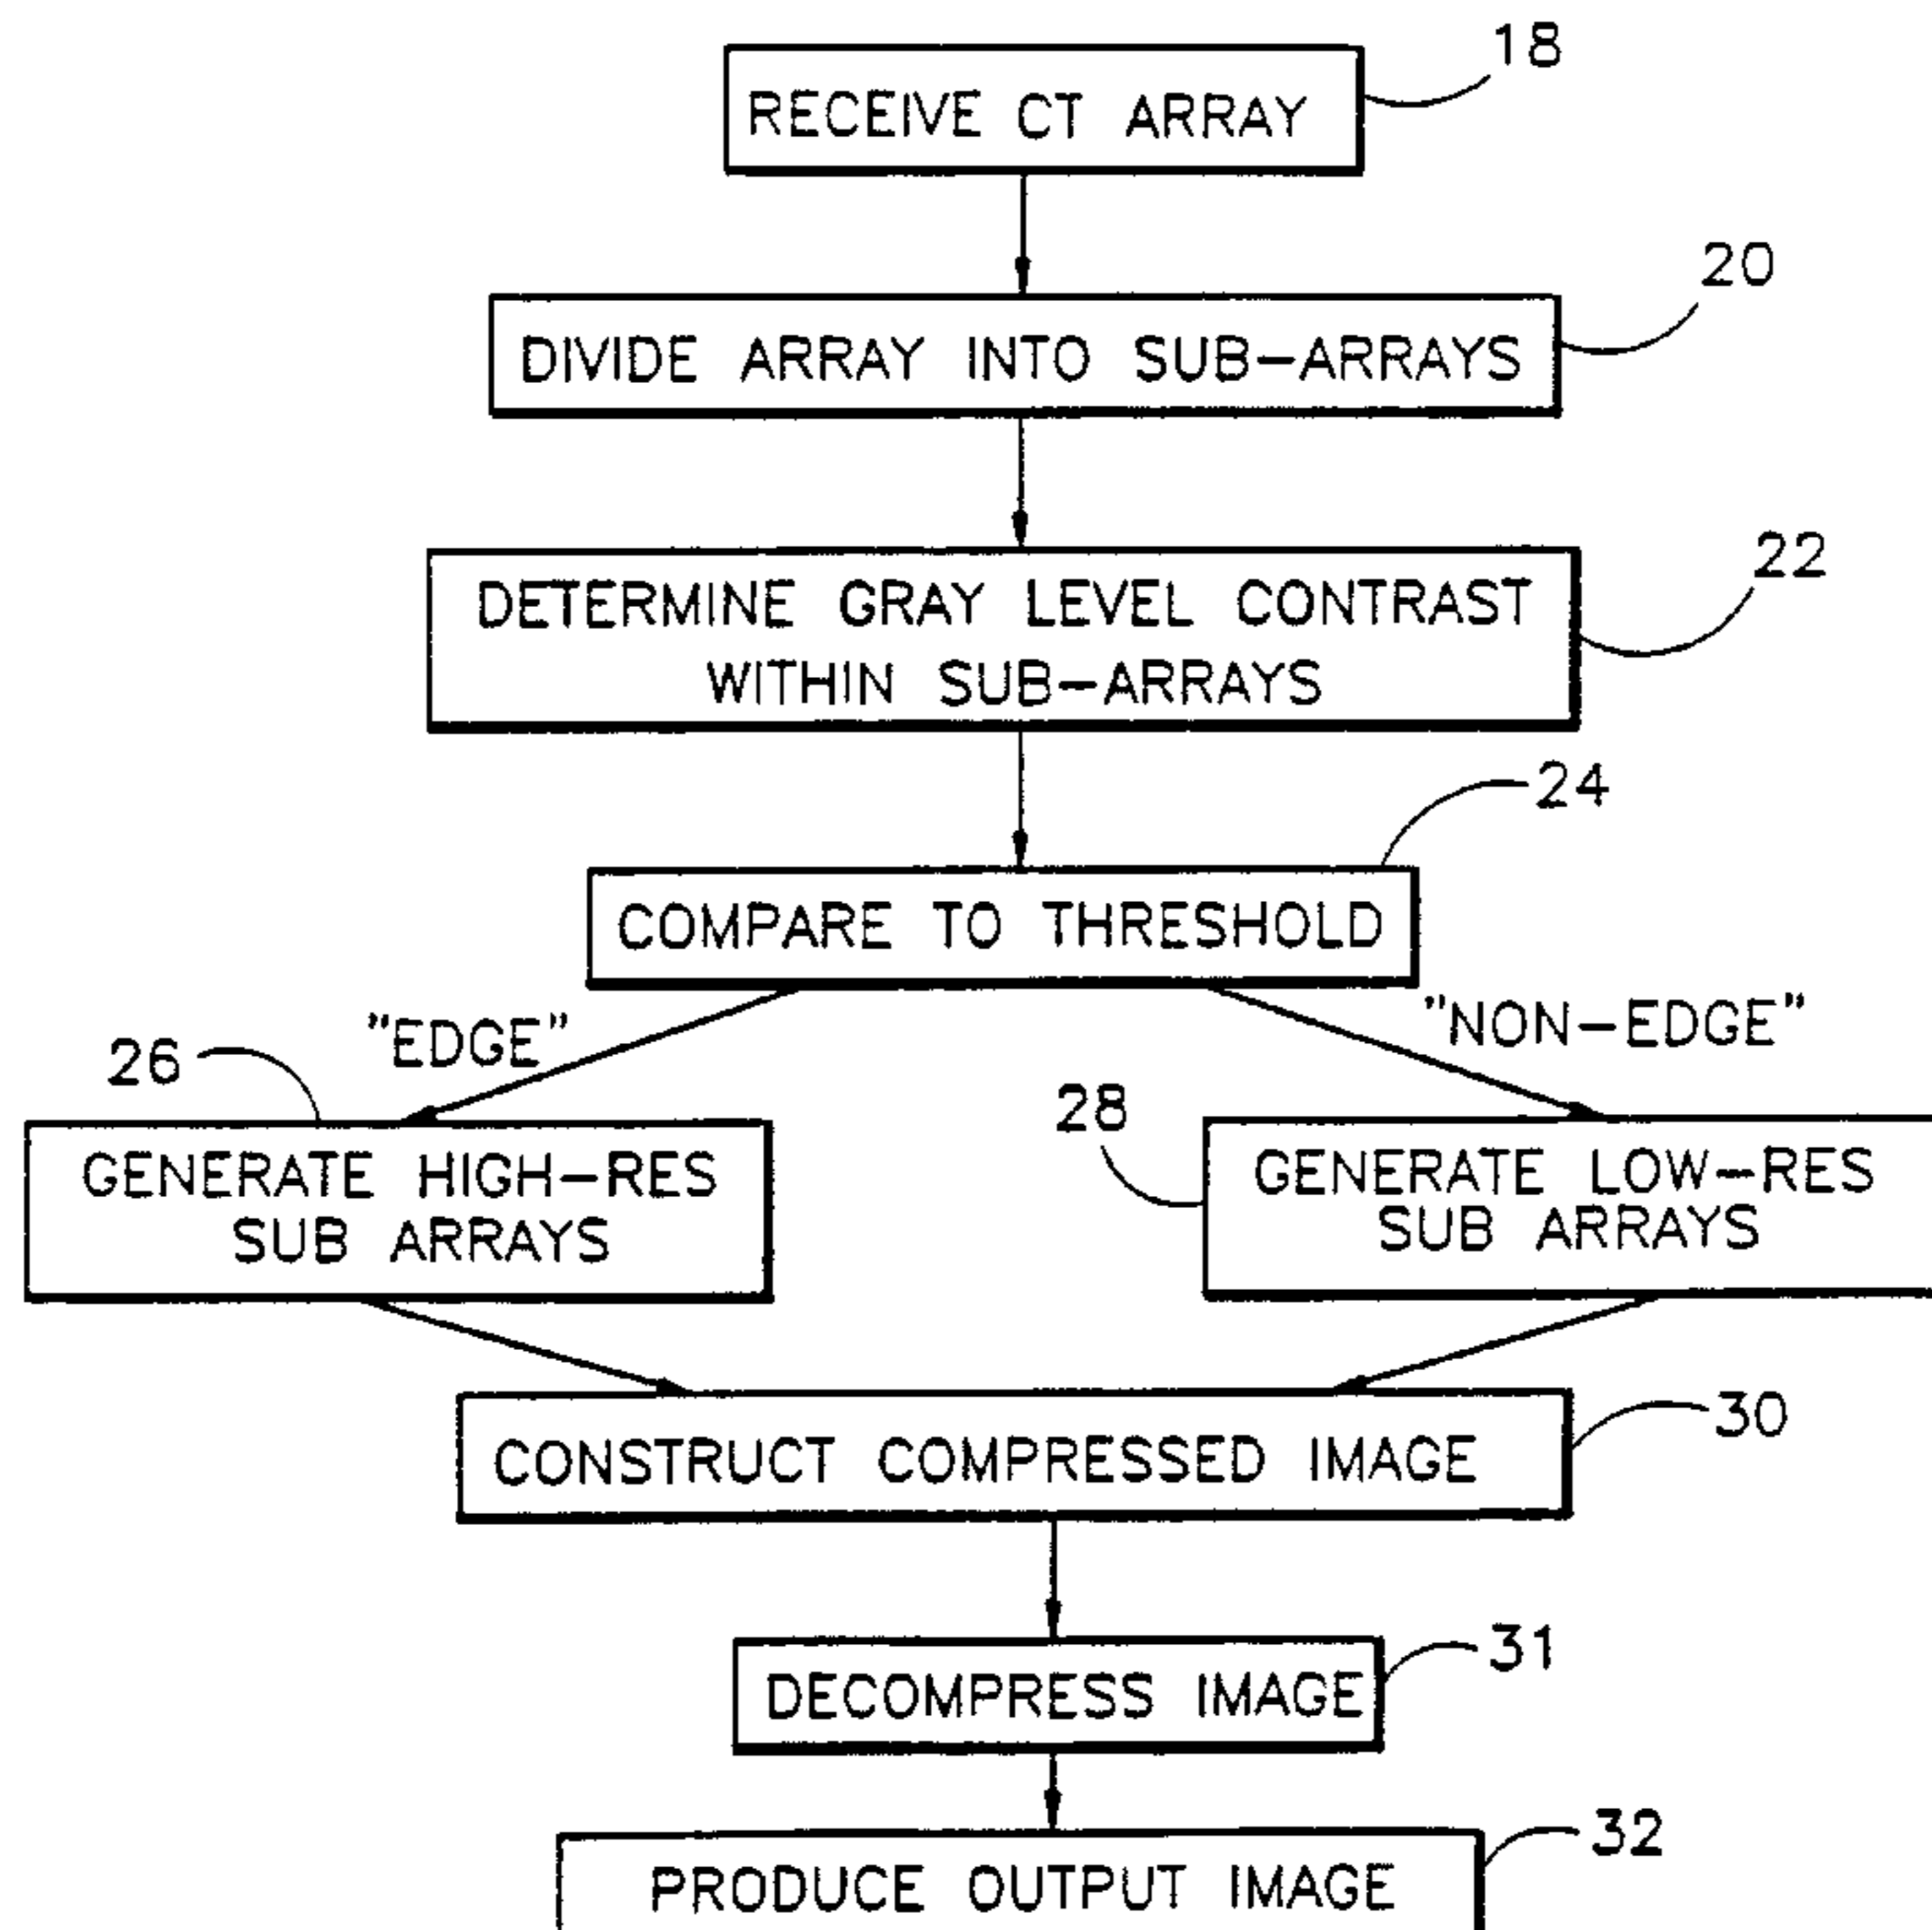 18
RECEIVE CT ARRAY
20
DIVIDE ARRAY INTO SUB-ARRAYS
22
DETERMINE GRAY LEVEL CONTRAST
WITHIN SUB-ARRAYS
24
COMPARE TO THRESHOLD
"EDGE"
"NON-EDGE"
26
28
GENERATE HIGH-RES
SUB ARRAYS
GENERATE LOW-RES
SUB ARRAYS
30
CONSTRUCT COMPRESSED IMAGE
31
DECOMPRESS IMAGE
32
PRODUCE OUTPUT IMAGE